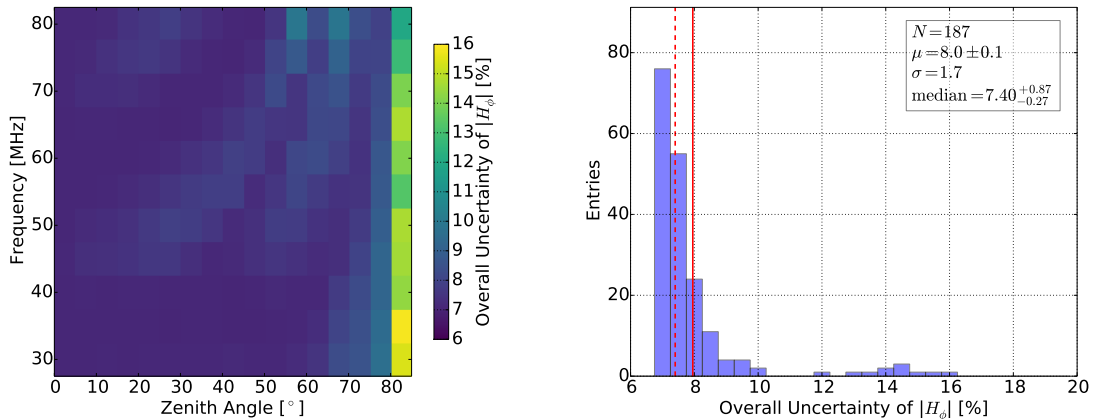 80
70
60
50
40
30
Frequency [MHz]
0 10 20 30 40 50 60 70 80
Zenith Angle [°]
16
15
14
13
12
11
10
9
8
7
6
Overall Uncertainty of |H_ϕ| [%]
80
60
40
20
0
Entries
6 8 10 12 14 16 18 20
Overall Uncertainty of |H_ϕ| [%]
N=187
μ=8.0±0.1
σ=1.7
median=7.40 +0.87 −0.27